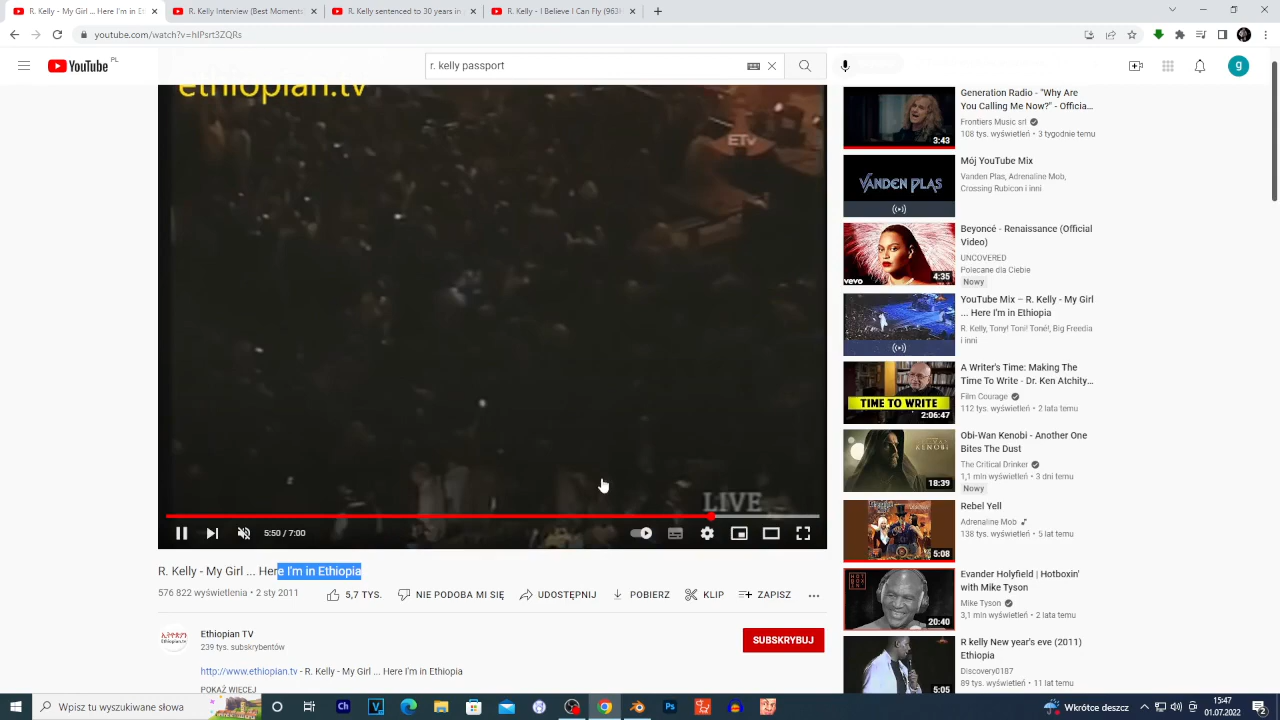 R. Kelly - My Girl ... Here I'm in E
R Kelly Interview (Best Moments
R. Kelly sentenced to 30 years in
R. Kelly - I Believe I Can Fly @B3
youtube.com/watch?v=hIPsrt3ZQRs
YouTube PL
r. kelly passport
g
ethiopian.tv
ETV
LIVE
5:50 / 7:00
R. Kelly - My Girl ... Here I'm in Ethiopia
576 822 wyświetlenia
5,7 TYS.
NIE PODOBA MI SIĘ
UDOSTĘPNIJ
POBIERZ
KLIP
ZAPISZ
ኢትዮጵያን
Ethiopian.tv
Ethiopian TV
239 tys. subskrybentów
SUBSKRYBUJ
http://www.ethiopian.tv - R. Kelly - My Girl ... Here I'm in Ethiopia
POKAŻ WIĘCEJ
3:43
Generation Radio - "Why Are
You Calling Me Now?" - Officia...
Frontiers Music srl
108 tys. wyświetleń • 3 tygodnie temu
VANDEN PLAS
Mój YouTube Mix
Vanden Plas, Adrenaline Mob,
Crossing Rubicon i inni
vevo
4:35
Beyoncé - Renaissance (Official
Video)
UNCOVERED
Polecane dla Ciebie
Nowy
YouTube Mix – R. Kelly - My Girl
... Here I'm in Ethiopia
R. Kelly, Tony! Toni! Toné!, Big Freedia
i inni
TIME TO WRITE
2:06:47
A Writer's Time: Making The
Time To Write - Dr. Ken Atchity...
Film Courage
112 tys. wyświetleń • 2 lata temu
KENOBI
18:39
Obi-Wan Kenobi - Another One
Bites The Dust
The Critical Drinker
1,1 mln wyświetleń • 3 dni temu
Nowy
5:08
Rebel Yell
Adrenaline Mob
138 tys. wyświetleń • 5 lat temu
HOT
BOX
IN
20:40
Evander Holyfield | Hotboxin'
with Mike Tyson
Mike Tyson
3,1 mln wyświetleń • 2 lata temu
5:05
R kelly New year's eve (2011)
Ethiopia
Discovery0187
89 tys. wyświetleń • 11 lat temu
Wpisz tu wyszukiwane słowa
Ch
V
Ps
Wkrótce deszcz
15:47
01.07.2022
2